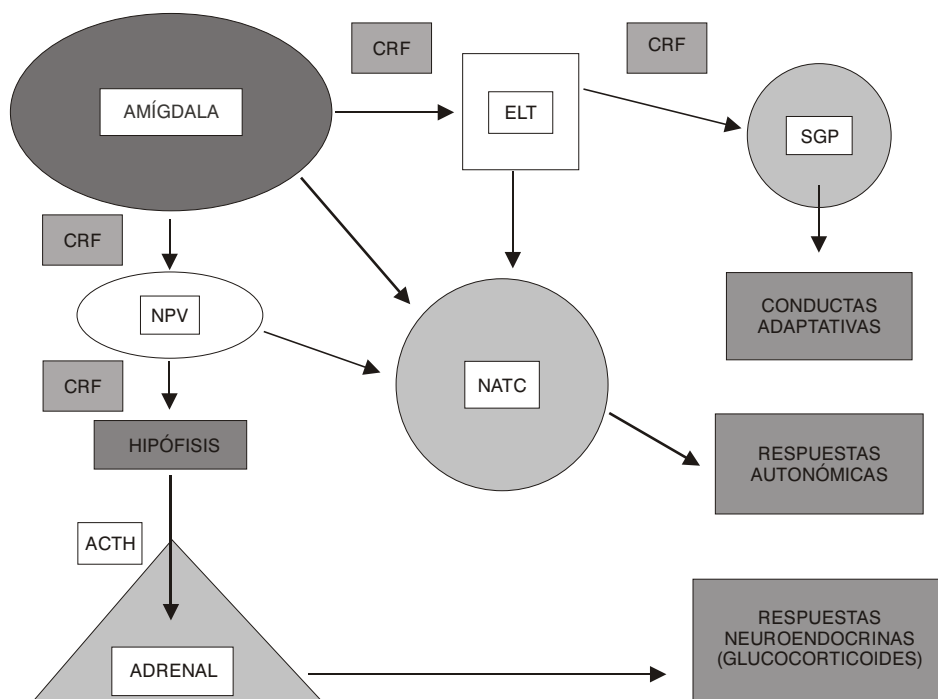 CRF
CRF
AMÍGDALA
ELT
SGP
CRF
NPV
CONDUCTAS
ADAPTATIVAS
CRF
NATC
HIPÓFISIS
RESPUESTAS
AUTONÓMICAS
ACTH
RESPUESTAS
NEUROENDOCRINAS
(GLUCOCORTICOIDES)
ADRENAL